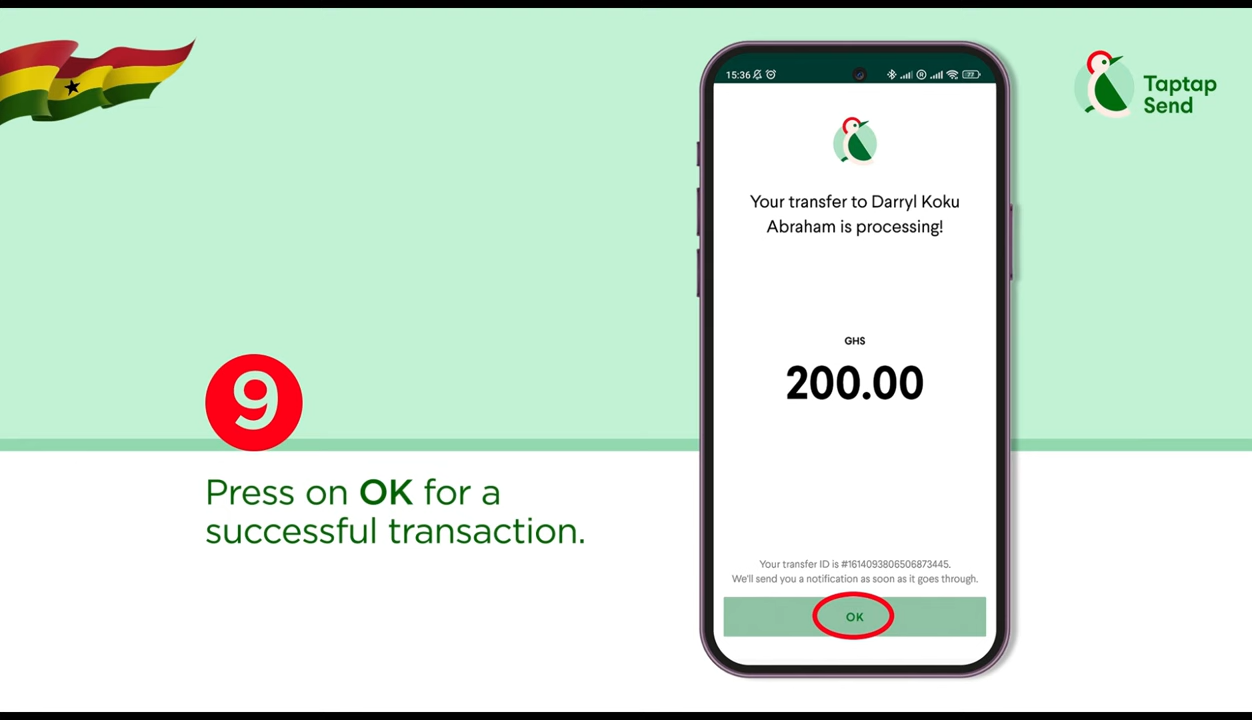 Taptap
Send
15:36
Your transfer to Darryl Koku
Abraham is processing!
GHS
200.00
9
Press on OK for a
successful transaction.
Your transfer ID is #1614093806506873445.
We'll send you a notification as soon as it goes through.
OK